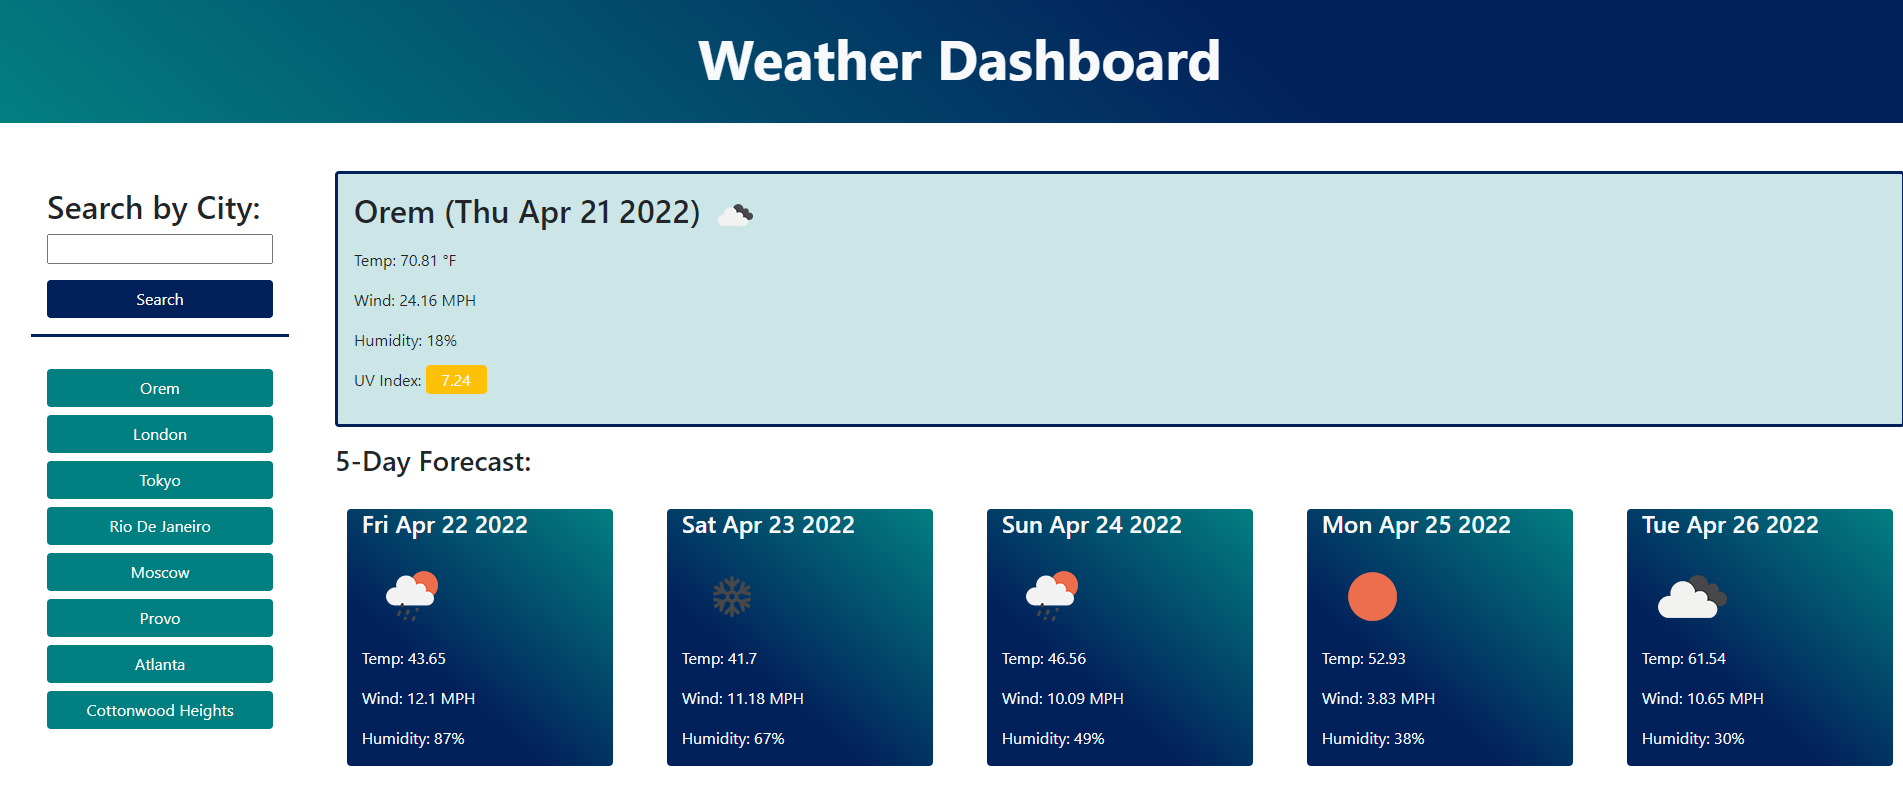 Weather Dashboard
Search by City:
Search
Orem
London
Tokyo
Rio De Janeiro
Moscow
Provo
Atlanta
Cottonwood Heights
Orem (Thu Apr 21 2022)
Temp: 70.81 °F
Wind: 24.16 MPH
Humidity: 18%
UV Index: 7.24
5-Day Forecast:
Fri Apr 22 2022
Temp: 43.65
Wind: 12.1 MPH
Humidity: 87%
Sat Apr 23 2022
Temp: 41.7
Wind: 11.18 MPH
Humidity: 67%
Sun Apr 24 2022
Temp: 46.56
Wind: 10.09 MPH
Humidity: 49%
Mon Apr 25 2022
Temp: 52.93
Wind: 3.83 MPH
Humidity: 38%
Tue Apr 26 2022
Temp: 61.54
Wind: 10.65 MPH
Humidity: 30%